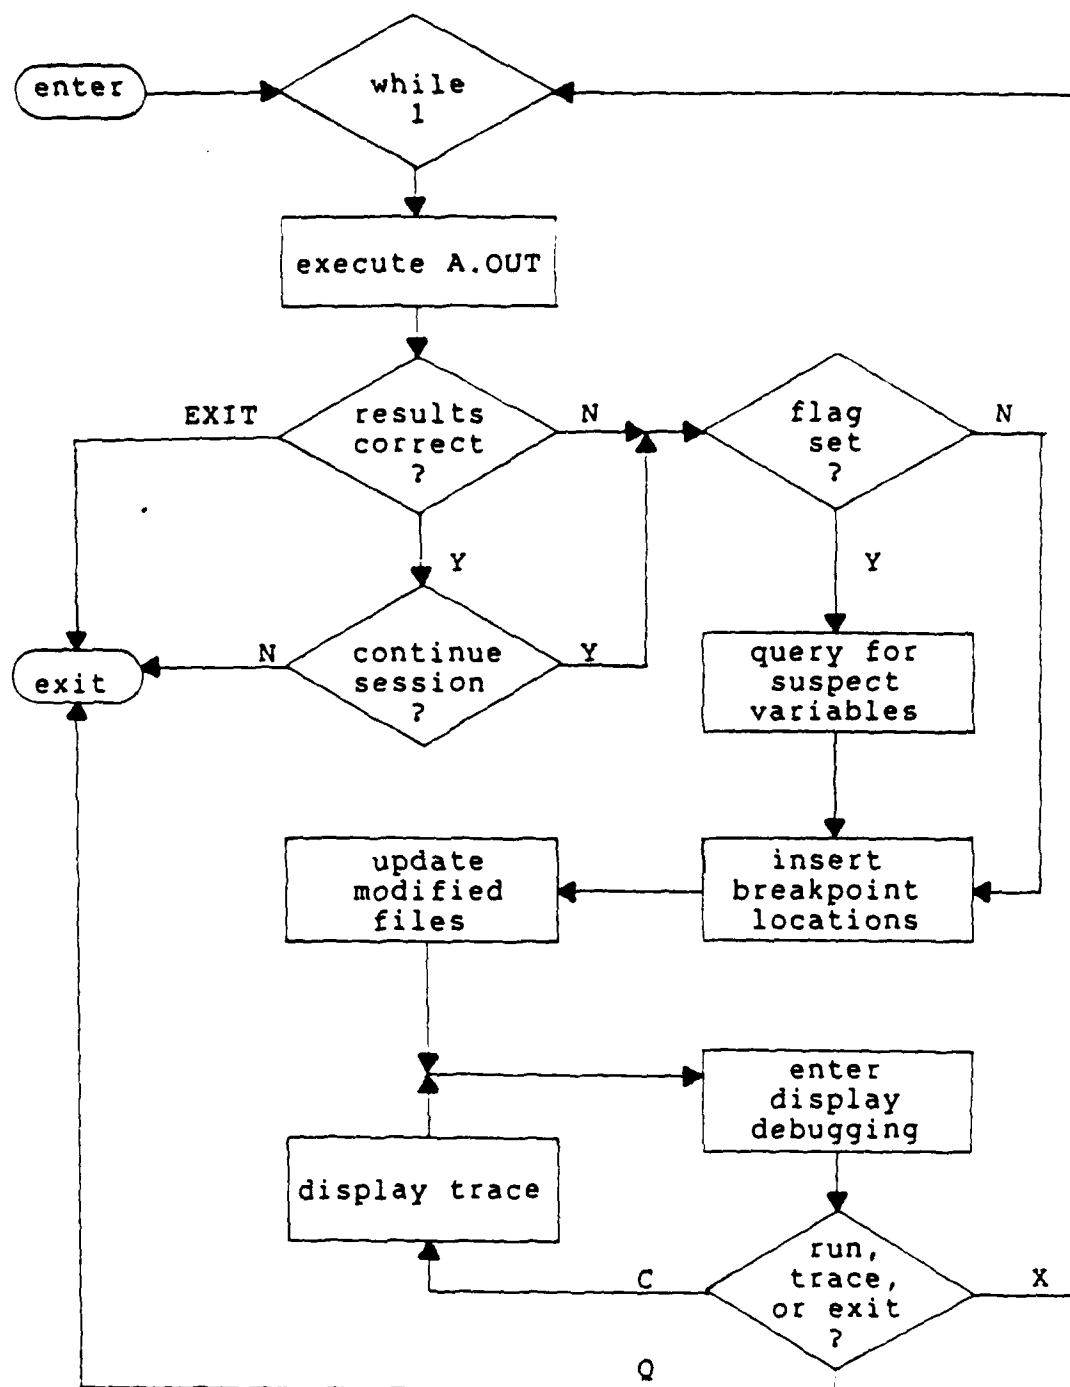 enter
while
1
execute A.OUT
EXIT
results
correct
?
N
flag
set
?
N
Y
Y
N
continue
session
?
Y
exit
query for
suspect
variables
update
modified
files
insert
breakpoint
locations
enter
display
debugging
display trace
run,
trace,
or exit
?
C
X
Q